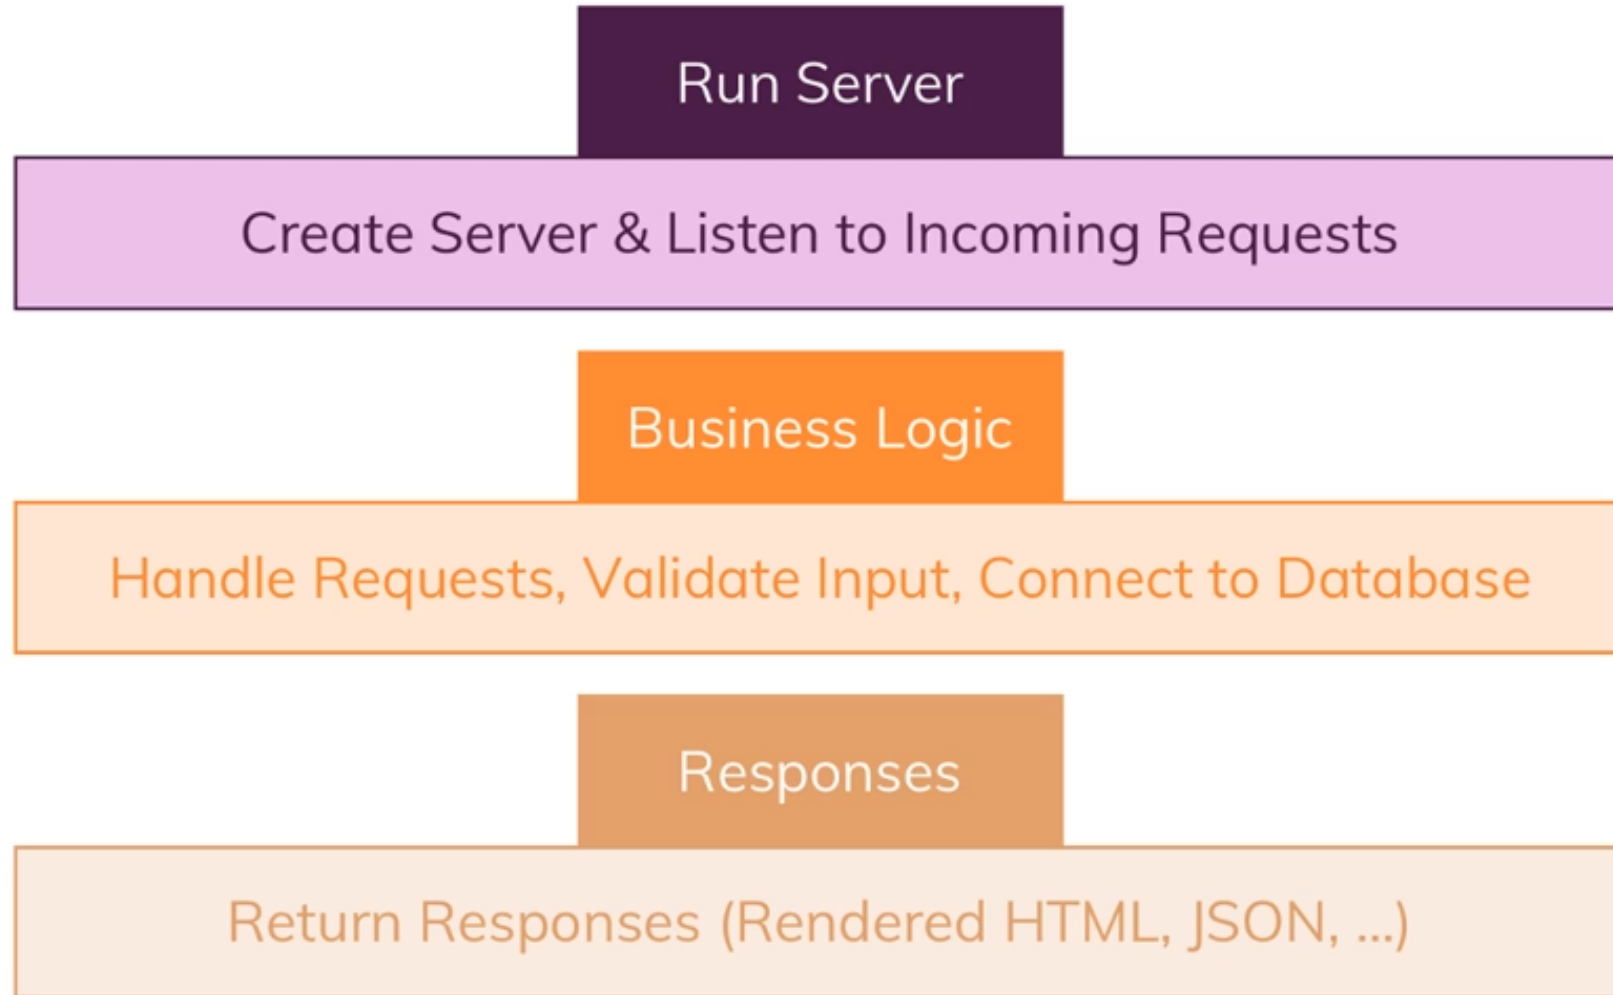 Run Server
Create Server & Listen to Incoming Requests
Business Logic
Handle Requests, Validate Input, Connect to Database
Responses
Return Responses (Rendered HTML, JSON, ...)